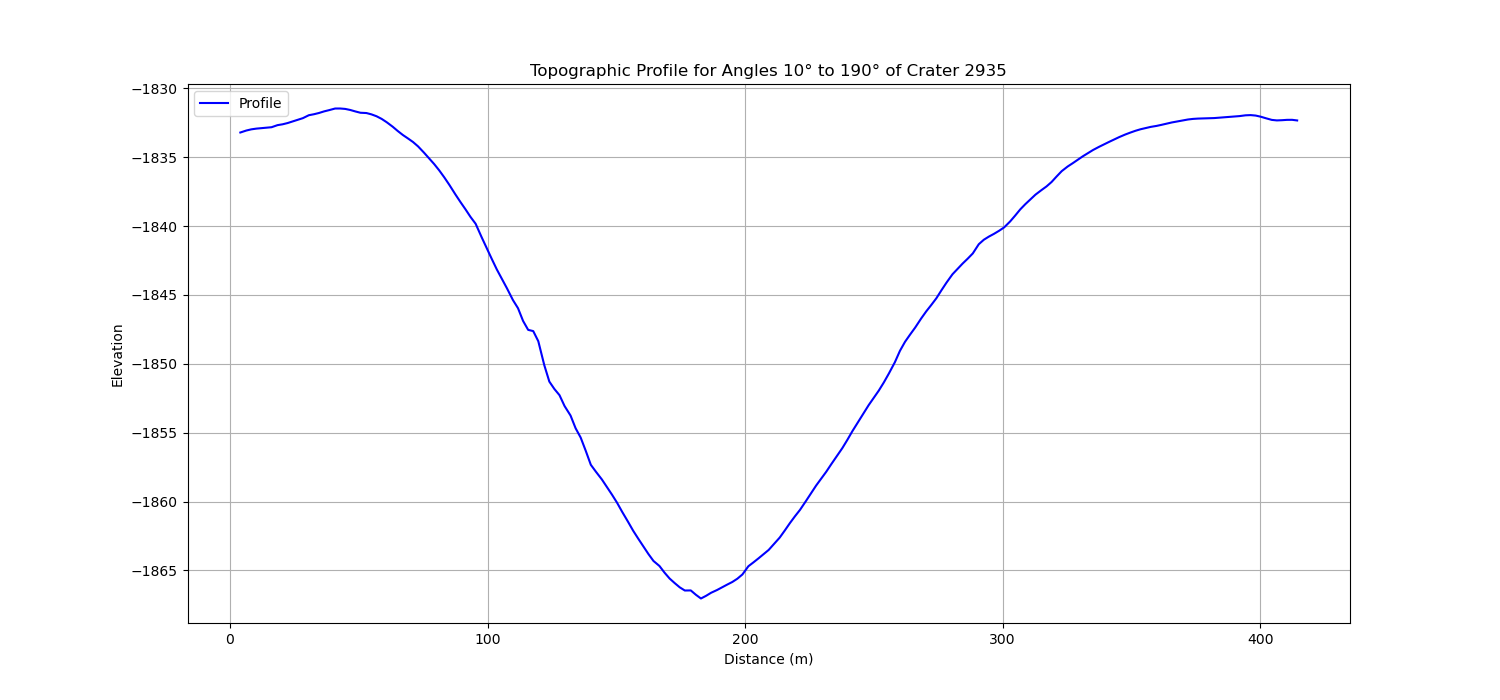 Topographic Profile for Angles 10° to 190° of Crater 2935
Profile
Elevation
−1830
−1835
−1840
−1845
−1850
−1855
−1860
−1865
0 100 200 300 400
Distance (m)